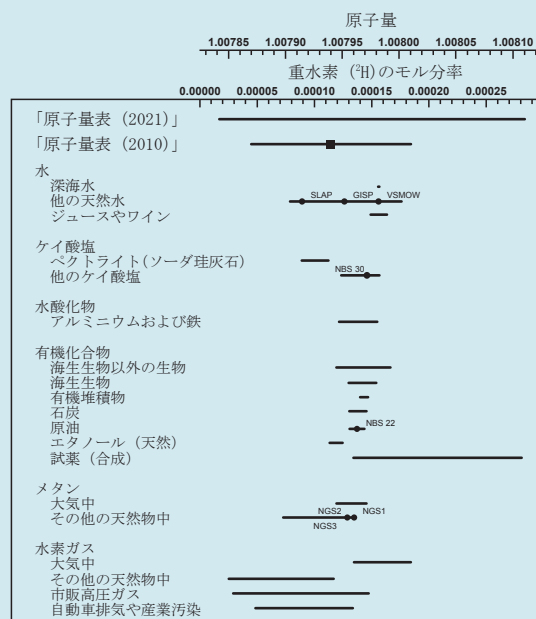 原子量
1.00785 1.00790 1.00795 1.00800 1.00805 1.00810
重水素 (²H)のモル分率
0.00000 0.00005 0.00010 0.00015 0.00020 0.00025
「原子量表 (2021)」
「原子量表 (2010)」
水
深海水
他の天然水 SLAP GISP VSMOW
ジュースやワイン
ケイ酸塩
ペクトライト(ソーダ珪灰石)
他のケイ酸塩 NBS 30
水酸化物
アルミニウムおよび鉄
有機化合物
海生生物以外の生物
海生生物
有機堆積物
石炭
原油 NBS 22
エタノール (天然)
試薬 (合成)
メタン
大気中
その他の天然物中 NGS2 NGS1
NGS3
水素ガス
大気中
その他の天然物中
市販高圧ガス
自動車排気や産業汚染